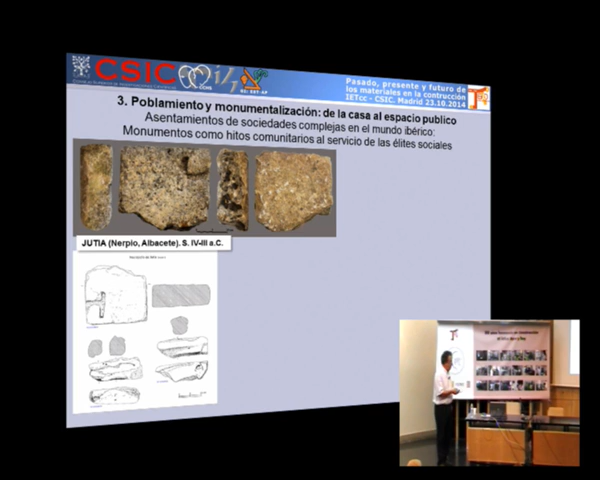 CSIC
Pasado, presente y futuro de
los materiales en la contrucción
IETcc - CSIC. Madrid 23.10.2014
3. Poblamiento y monumentalización: de la casa al espacio publico
Asentamientos de sociedades complejas en el mundo ibérico:
Monumentos como hitos comunitarios al servicio de las élites sociales
JUTIA (Nerpio, Albacete). S. IV-III a.C.